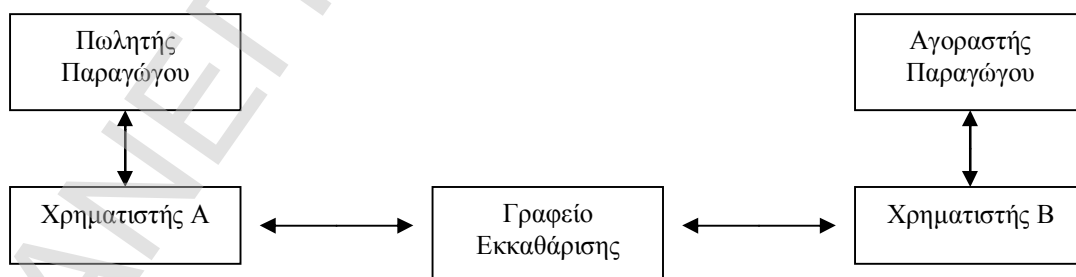 Πωλητής
Παραγώγου
Αγοραστής
Παραγώγου
Χρηματιστής Α
Γραφείο
Εκκαθάρισης
Χρηματιστής Β